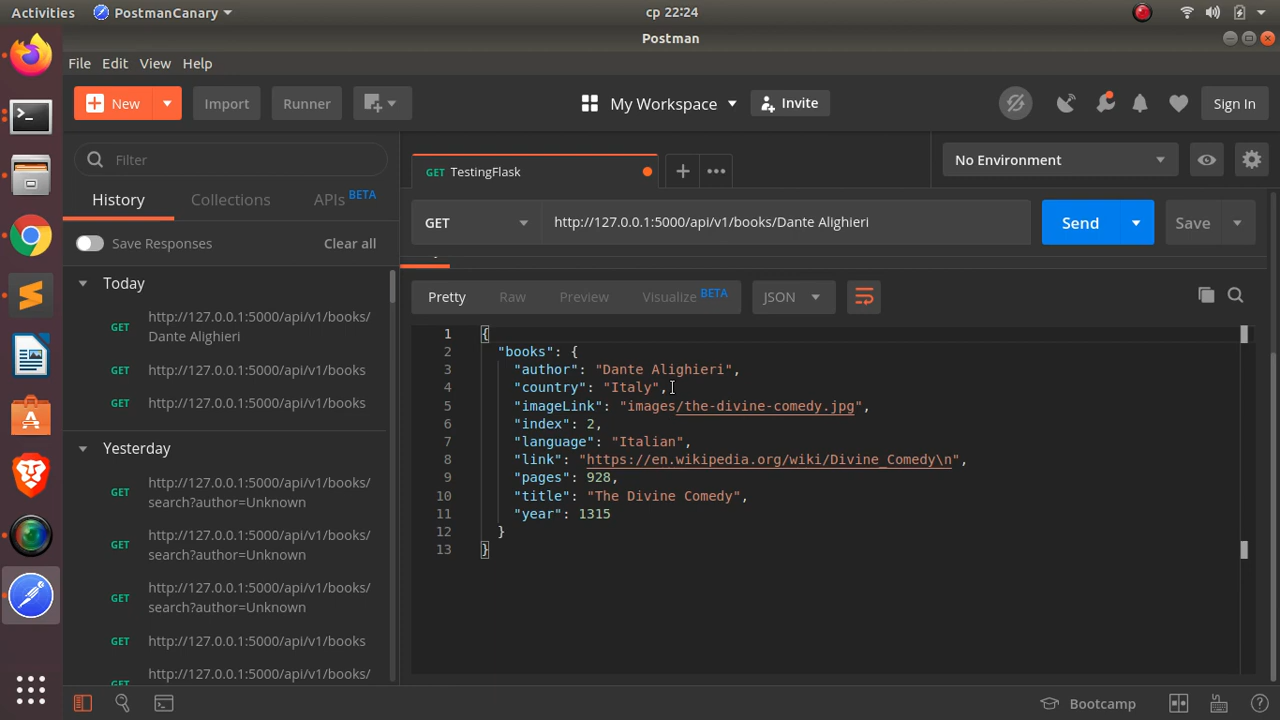 Activities PostmanCanary ср 22:24
Postman
File Edit View Help
New Import Runner My Workspace Invite Sign In
Filter
History Collections APIs BETA
Save Responses Clear all
Today
GET http://127.0.0.1:5000/api/v1/books/
Dante Alighieri
GET http://127.0.0.1:5000/api/v1/books
GET http://127.0.0.1:5000/api/v1/books
Yesterday
GET http://127.0.0.1:5000/api/v1/books/
search?author=Unknown
GET http://127.0.0.1:5000/api/v1/books/
search?author=Unknown
GET http://127.0.0.1:5000/api/v1/books/
search?author=Unknown
GET http://127.0.0.1:5000/api/v1/books
GET http://127.0.0.1:5000/api/v1/books/
GET TestingFlask No Environment
GET http://127.0.0.1:5000/api/v1/books/Dante Alighieri Send Save
Pretty Raw Preview Visualize BETA JSON
1 {
2 "books": {
3 "author": "Dante Alighieri",
4 "country": "Italy",
5 "imageLink": "images/the-divine-comedy.jpg",
6 "index": 2,
7 "language": "Italian",
8 "link": "https://en.wikipedia.org/wiki/Divine_Comedy\n",
9 "pages": 928,
10 "title": "The Divine Comedy",
11 "year": 1315
12 }
13 }
Bootcamp